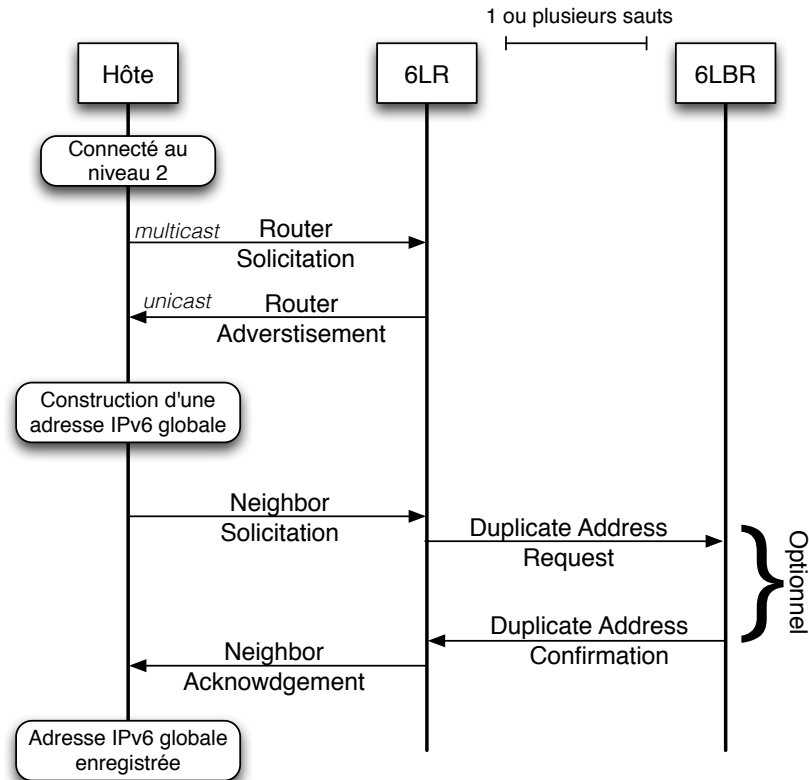 1 ou plusieurs sauts
Hôte
6LR
6LBR
Connecté au
niveau 2
multicast
Router
Solicitation
unicast
Router
Adverstisement
Construction d'une
adresse IPv6 globale
Neighbor
Solicitation
Duplicate Address
Request
Optionnel
Duplicate Address
Confirmation
Neighbor
Acknowdgement
Adresse IPv6 globale
enregistrée